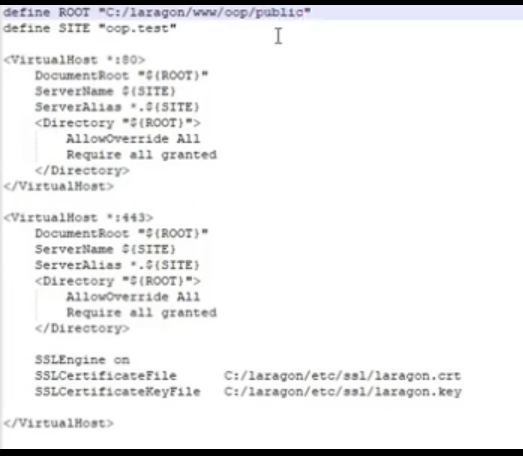 define ROOT "C:/laragon/www/oop/public"
define SITE "oop.test"
<VirtualHost *:80>
DocumentRoot "${ROOT}"
ServerName ${SITE}
ServerAlias *.${SITE}
<Directory "${ROOT}">
AllowOverride All
Require all granted
</Directory>
</VirtualHost>
<VirtualHost *:443>
DocumentRoot "${ROOT}"
ServerName ${SITE}
ServerAlias *.${SITE}
<Directory "${ROOT}">
AllowOverride All
Require all granted
</Directory>
SSLEngine on
SSLCertificateFile      C:/laragon/etc/ssl/laragon.crt
SSLCertificateKeyFile   C:/laragon/etc/ssl/laragon.key
</VirtualHost>